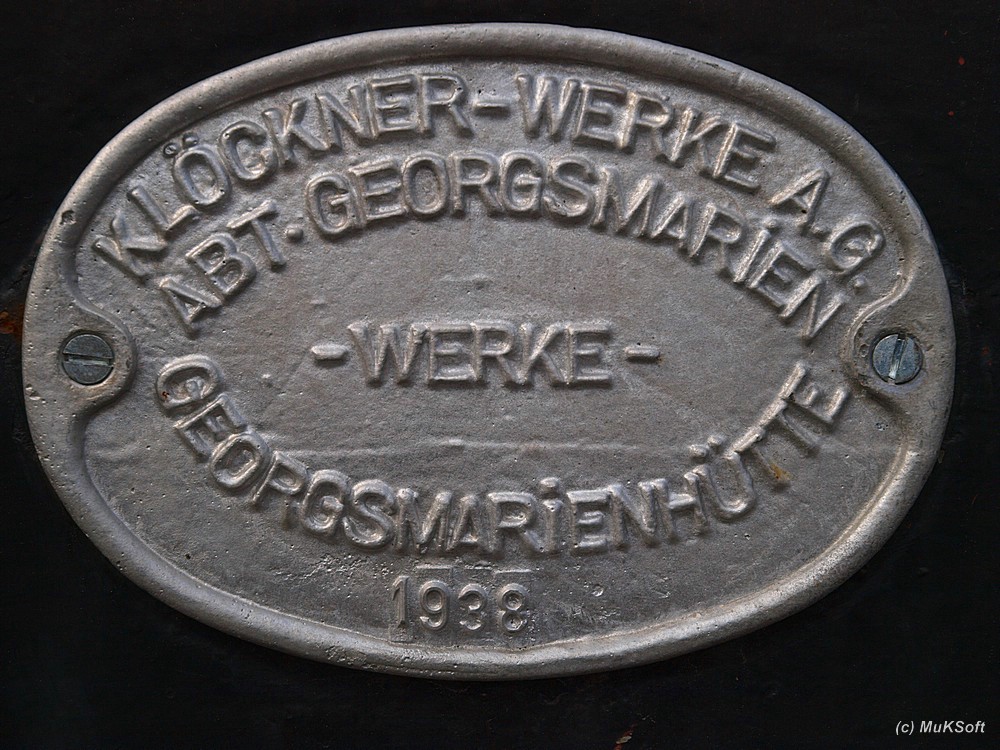 KLÖCKNER-WERKE A.G.
ABT. GEORGSMARIEN
-WERKE-
GEORGSMARIENHÜTTE
1938
(c) MuKSoft